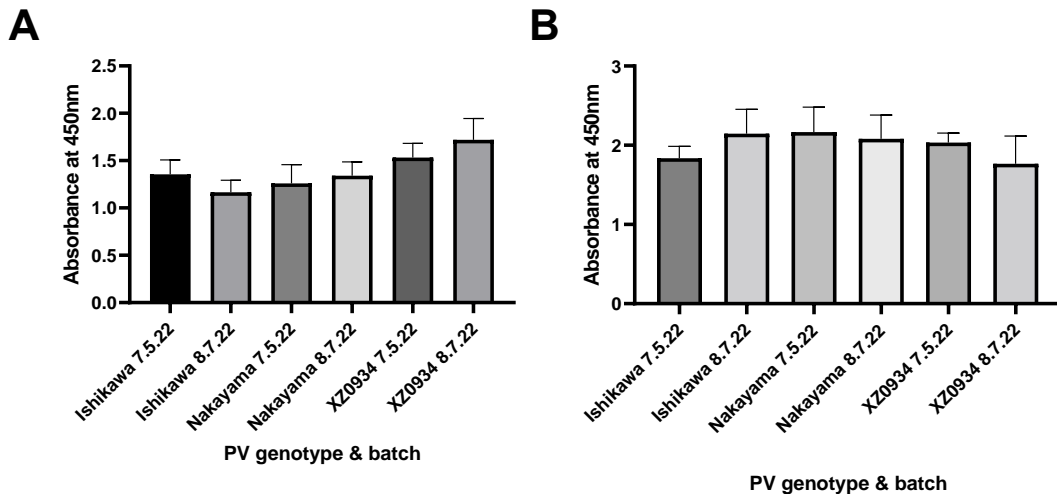 A
Absorbance at 450nm
2.5
2.0
1.5
1.0
0.5
0.0
Ishikawa 7.5.22
Ishikawa 8.7.22
Nakayama 7.5.22
Nakayama 8.7.22
XZ0934 7.5.22
XZ0934 8.7.22
PV genotype & batch
B
Absorbance at 450nm
3
2
1
0
Ishikawa 7.5.22
Ishikawa 8.7.22
Nakayama 7.5.22
Nakayama 8.7.22
XZ0934 7.5.22
XZ0934 8.7.22
PV genotype & batch